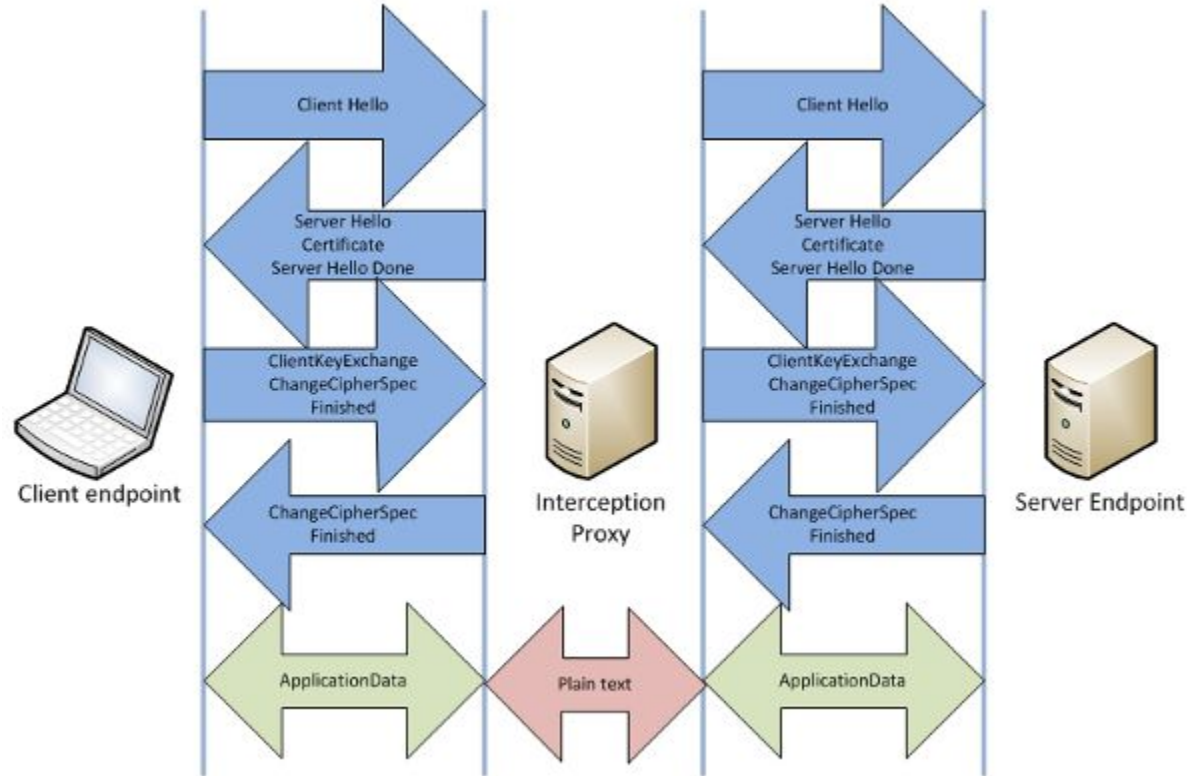 Client Hello
Client Hello
Server Hello
Certificate
Server Hello Done
Server Hello
Certificate
Server Hello Done
ClientKeyExchange
ChangeCipherSpec
Finished
ClientKeyExchange
ChangeCipherSpec
Finished
Client endpoint
Interception
Proxy
Server Endpoint
ChangeCipherSpec
Finished
ChangeCipherSpec
Finished
ApplicationData
Plain text
ApplicationData